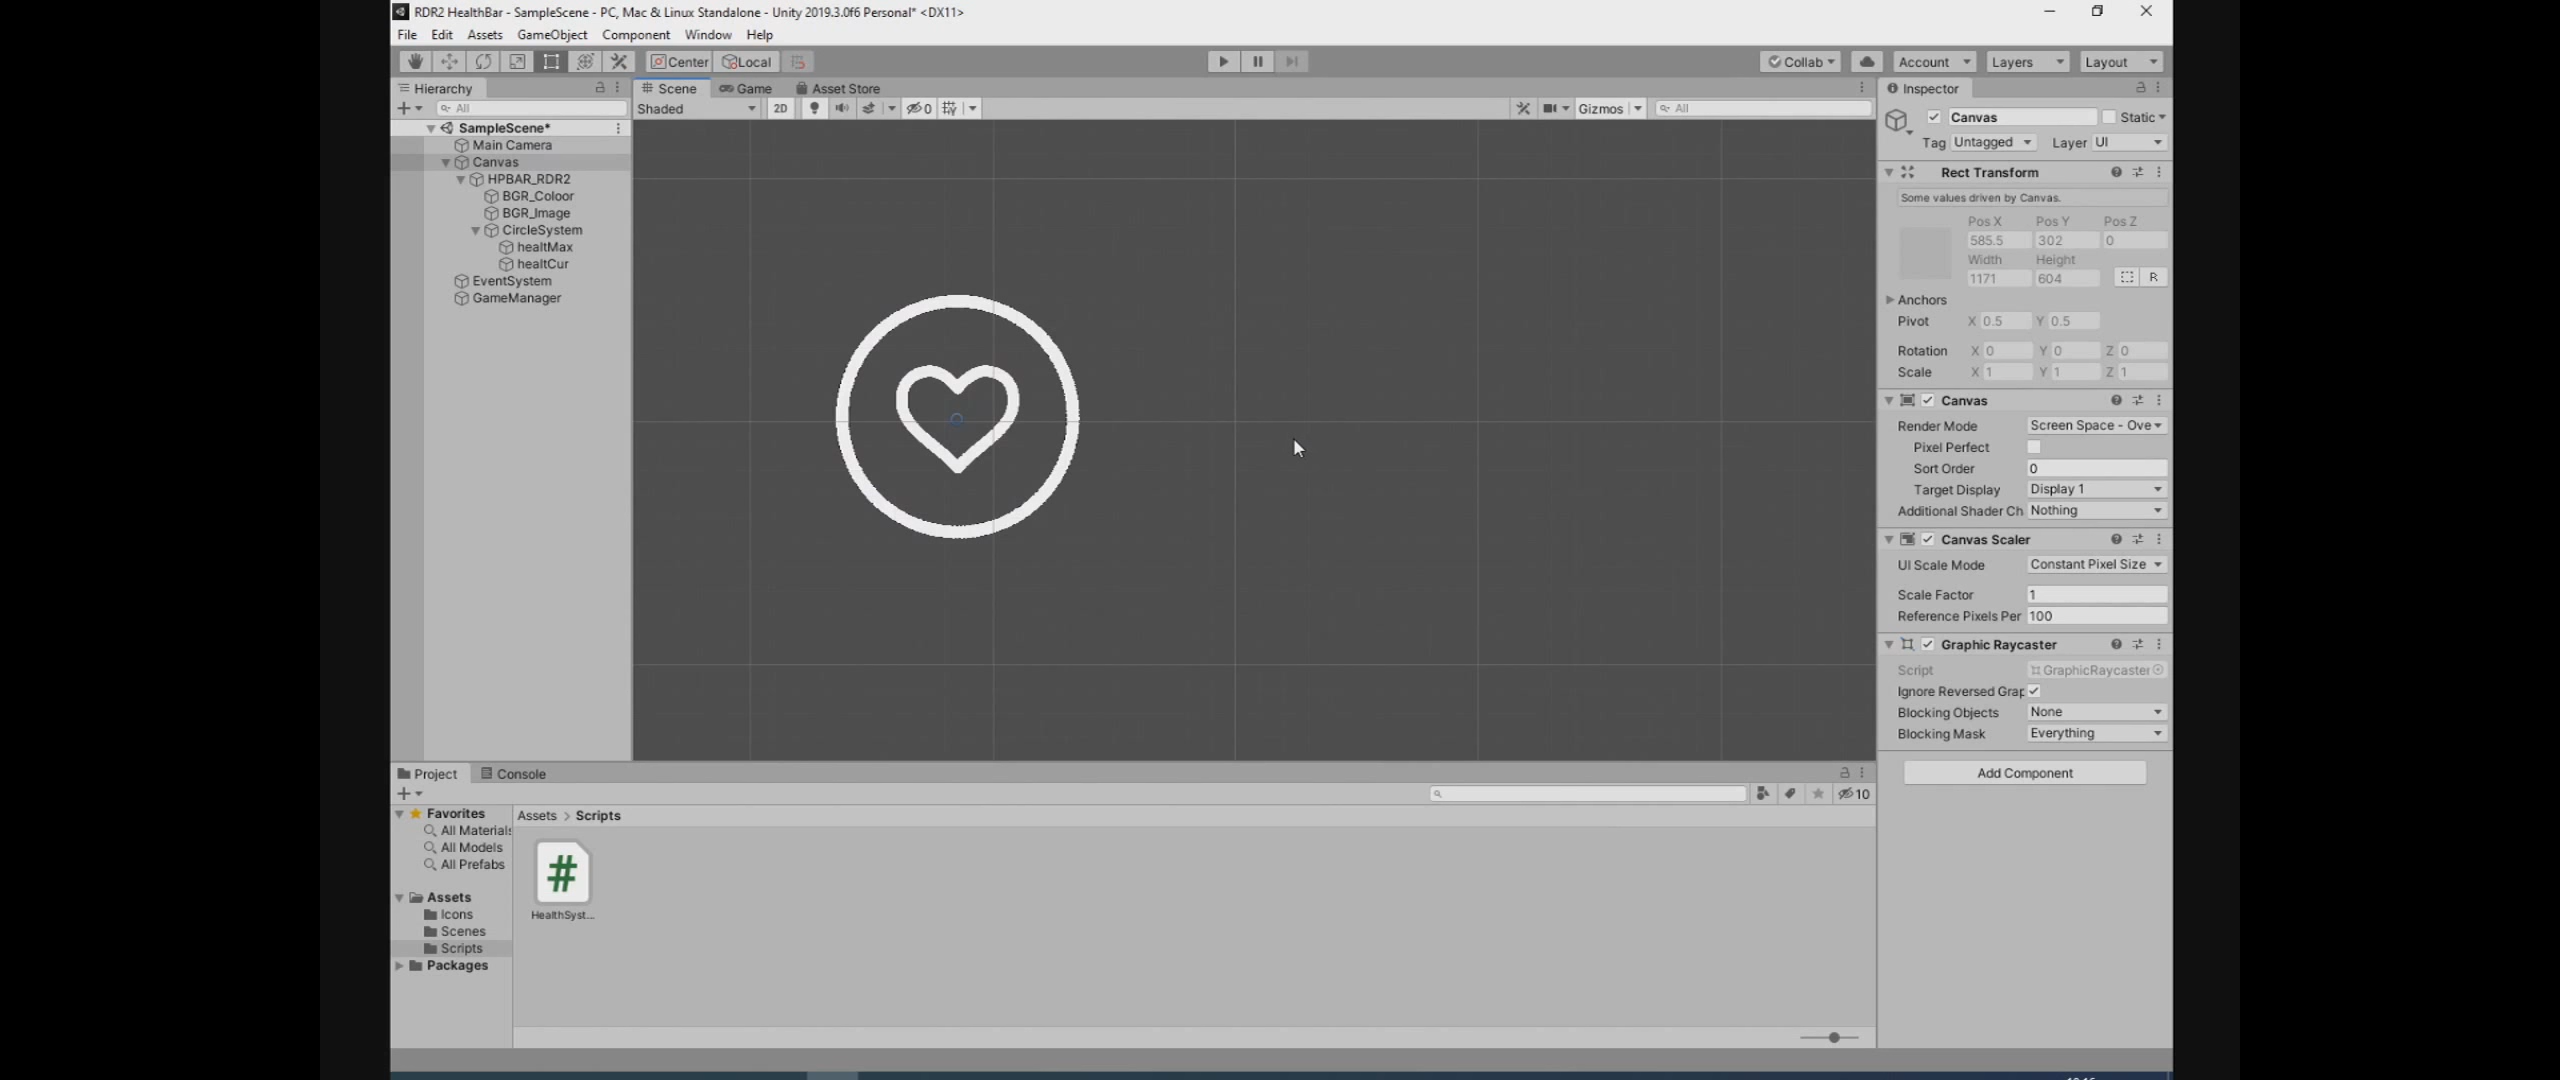 RDR2 HealthBar - SampleScene - PC, Mac & Linux Standalone - Unity 2019.3.0f6 Personal* <DX11>
File Edit Assets GameObject Component Window Help
Center Local Collab Account Layers Layout
Hierarchy
All
SampleScene*
Main Camera
Canvas
HPBAR_RDR2
BGR_Coloor
BGR_Image
CircleSystem
healtMax
healtCur
EventSystem
GameManager
Scene Game Asset Store
Shaded 2D 0 Gizmos All
Inspector
Canvas Static
Tag Untagged Layer UI
Rect Transform
Some values driven by Canvas.
Pos X Pos Y Pos Z
585.5 302 0
Width Height
1171 604 R
Anchors
Pivot X 0.5 Y 0.5
Rotation X 0 Y 0 Z 0
Scale X 1 Y 1 Z 1
Canvas
Render Mode Screen Space - Ove
Pixel Perfect
Sort Order 0
Target Display Display 1
Additional Shader Ch Nothing
Canvas Scaler
UI Scale Mode Constant Pixel Size
Scale Factor 1
Reference Pixels Per 100
Graphic Raycaster
Script GraphicRaycaster
Ignore Reversed Grap
Blocking Objects None
Blocking Mask Everything
Add Component
Project Console
10
Favorites
All Materials
All Models
All Prefabs
Assets
Icons
Scenes
Scripts
Packages
Assets > Scripts
#
HealthSyst...